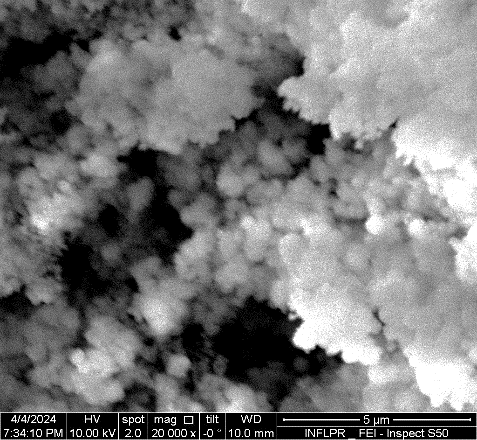 4/4/2024 HV spot mag □ tilt WD 5 µm
7:34:10 PM 10.00 kV 2.0 20 000 x -0 ° 10.0 mm INFLPR_ FEI - Inspect S50